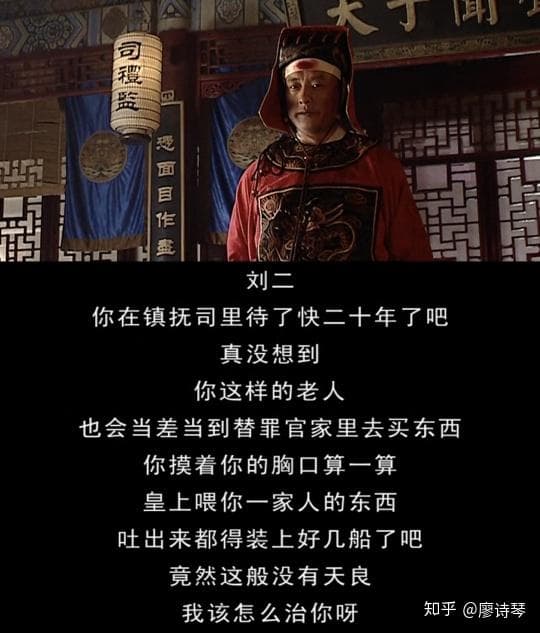 天子聞
司禮監
面目作盡
刘二
你在镇抚司里待了快二十年了吧
真没想到
你这样的老人
也会当差当到替罪官家里去买东西
你摸着你的胸口算一算
皇上喂你一家人的东西
吐出来都得装上好几船了吧
竟然这般没有天良
我该怎么治你呀
知乎 @廖诗琴